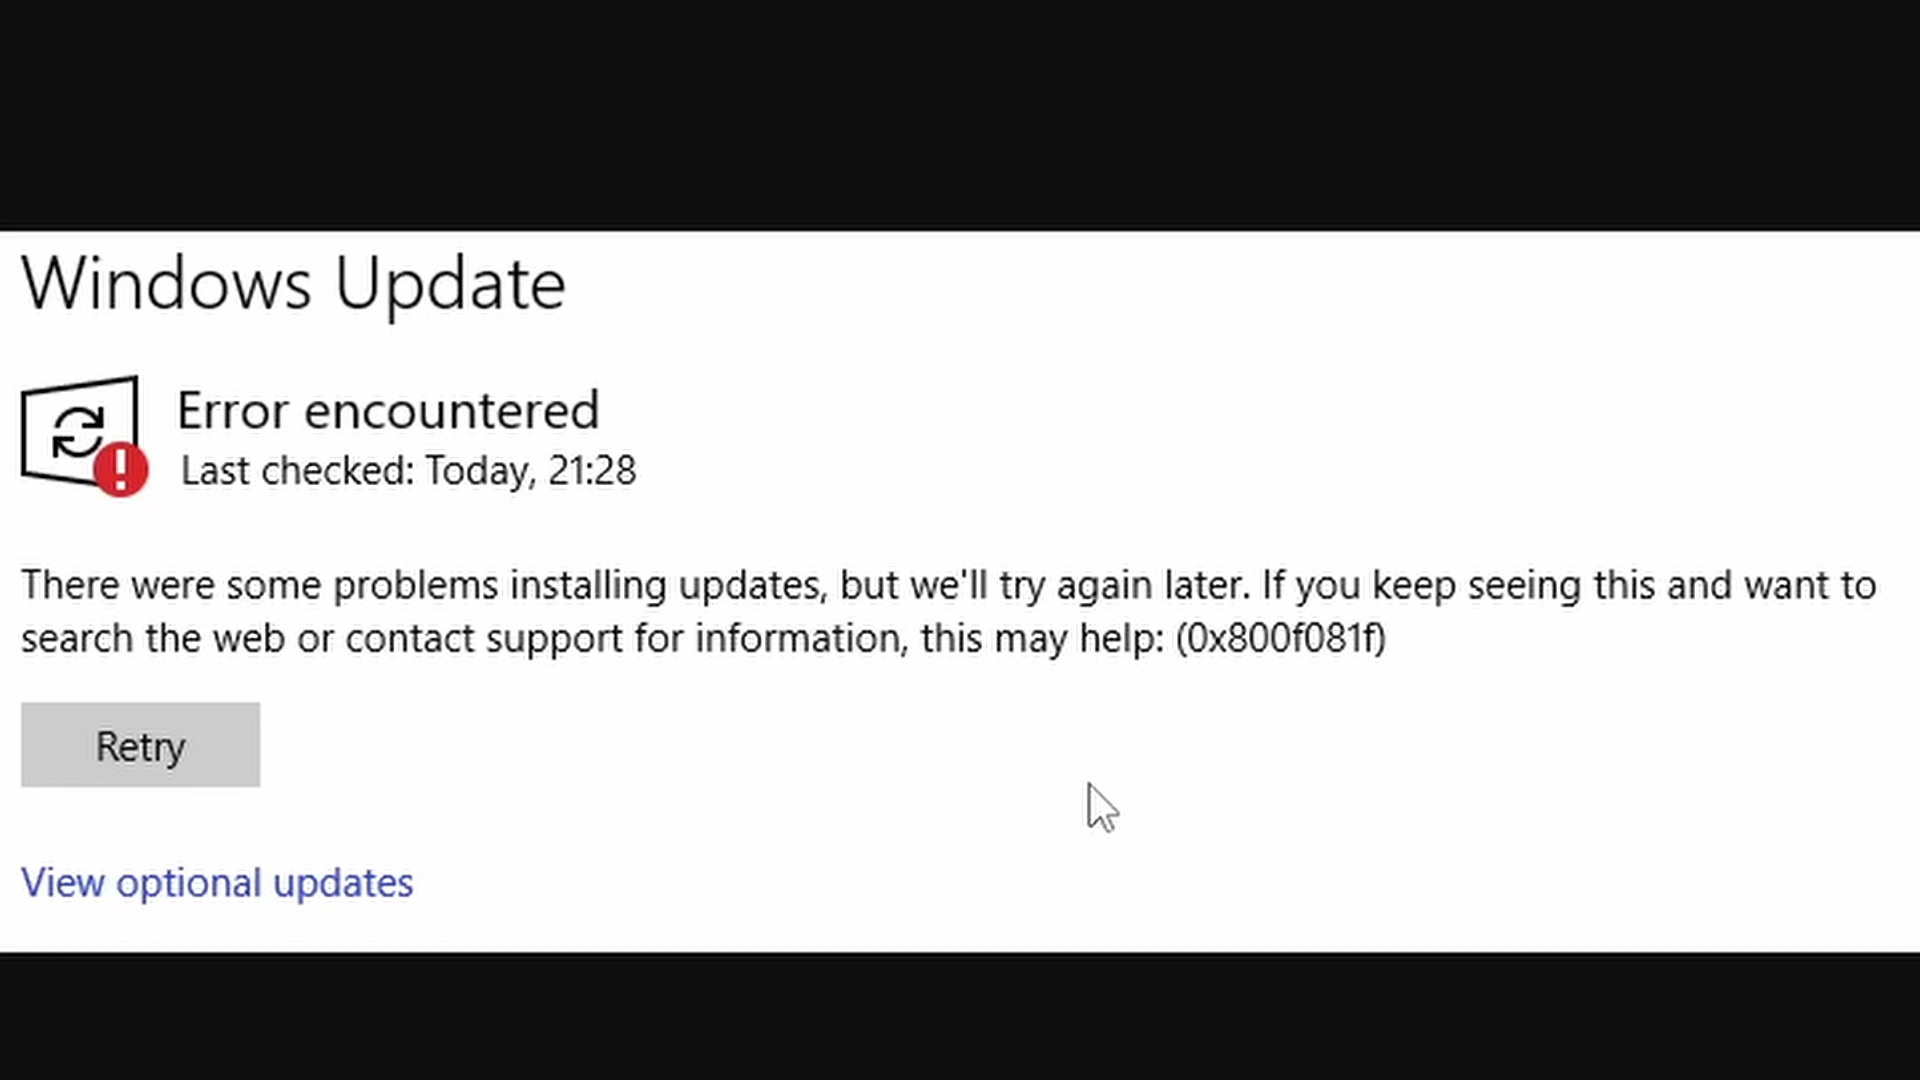 Windows Update
Error encountered
Last checked: Today, 21:28
There were some problems installing updates, but we'll try again later. If you keep seeing this and want to
search the web or contact support for information, this may help: (0x800f081f)
Retry
View optional updates